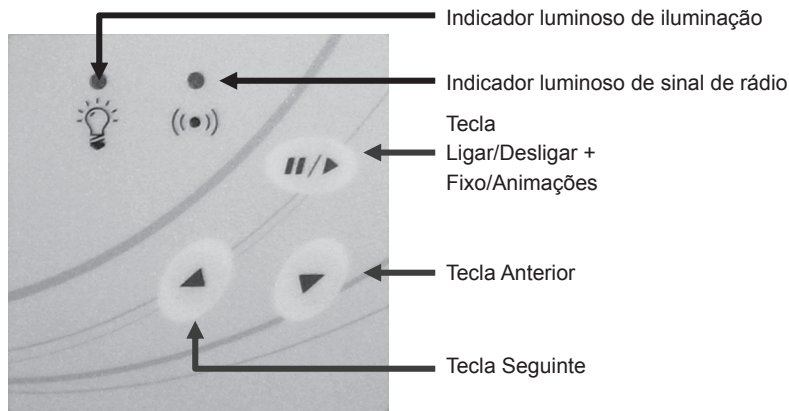 Indicador luminoso de iluminação
Indicador luminoso de sinal de rádio
Tecla
Ligar/Desligar +
Fixo/Animações
Tecla Anterior
Tecla Seguinte